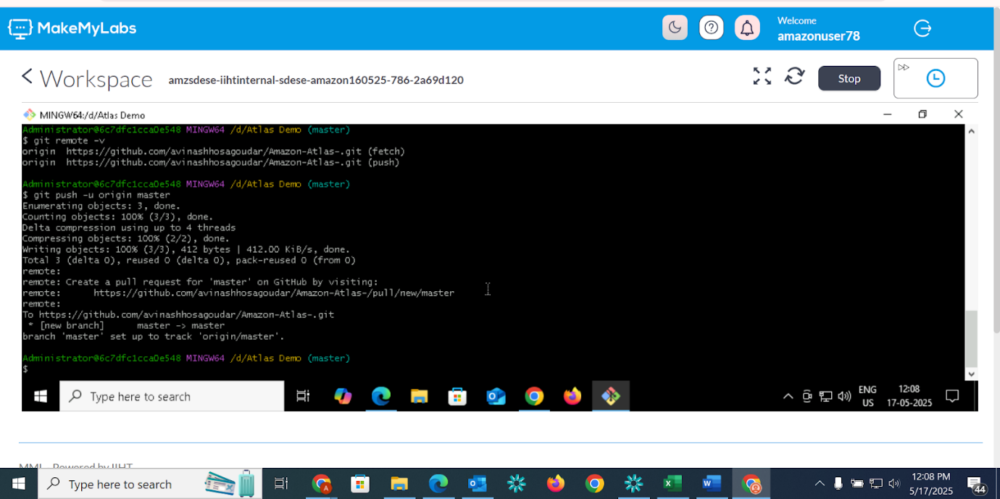 MakeMyLabs
Welcome
amazonuser78
Workspace amzsdese-iihtinternal-sdese-amazon160525-786-2a69d120
Stop
MINGW64:/d/Atlas Demo
Administrator@6c7dfc1cca0e548 MINGW64 /d/Atlas Demo (master)
$ git remote -v
origin https://github.com/avinashhosagoudar/Amazon-Atlas-.git (fetch)
origin https://github.com/avinashhosagoudar/Amazon-Atlas-.git (push)
Administrator@6c7dfc1cca0e548 MINGW64 /d/Atlas Demo (master)
$ git push -u origin master
Enumerating objects: 3, done.
Counting objects: 100% (3/3), done.
Delta compression using up to 4 threads
Compressing objects: 100% (2/2), done.
Writing objects: 100% (3/3), 412 bytes | 412.00 KiB/s, done.
Total 3 (delta 0), reused 0 (delta 0), pack-reused 0 (from 0)
remote:
remote: Create a pull request for 'master' on GitHub by visiting:
remote:      https://github.com/avinashhosagoudar/Amazon-Atlas-/pull/new/master
remote:
To https://github.com/avinashhosagoudar/Amazon-Atlas-.git
 * [new branch]      master -> master
branch 'master' set up to track 'origin/master'.
Administrator@6c7dfc1cca0e548 MINGW64 /d/Atlas Demo (master)
$
Type here to search
ENG
US
12:08
17-05-2025
MML - Powered by IIHT
Type here to search
12:08 PM
5/17/2025
44